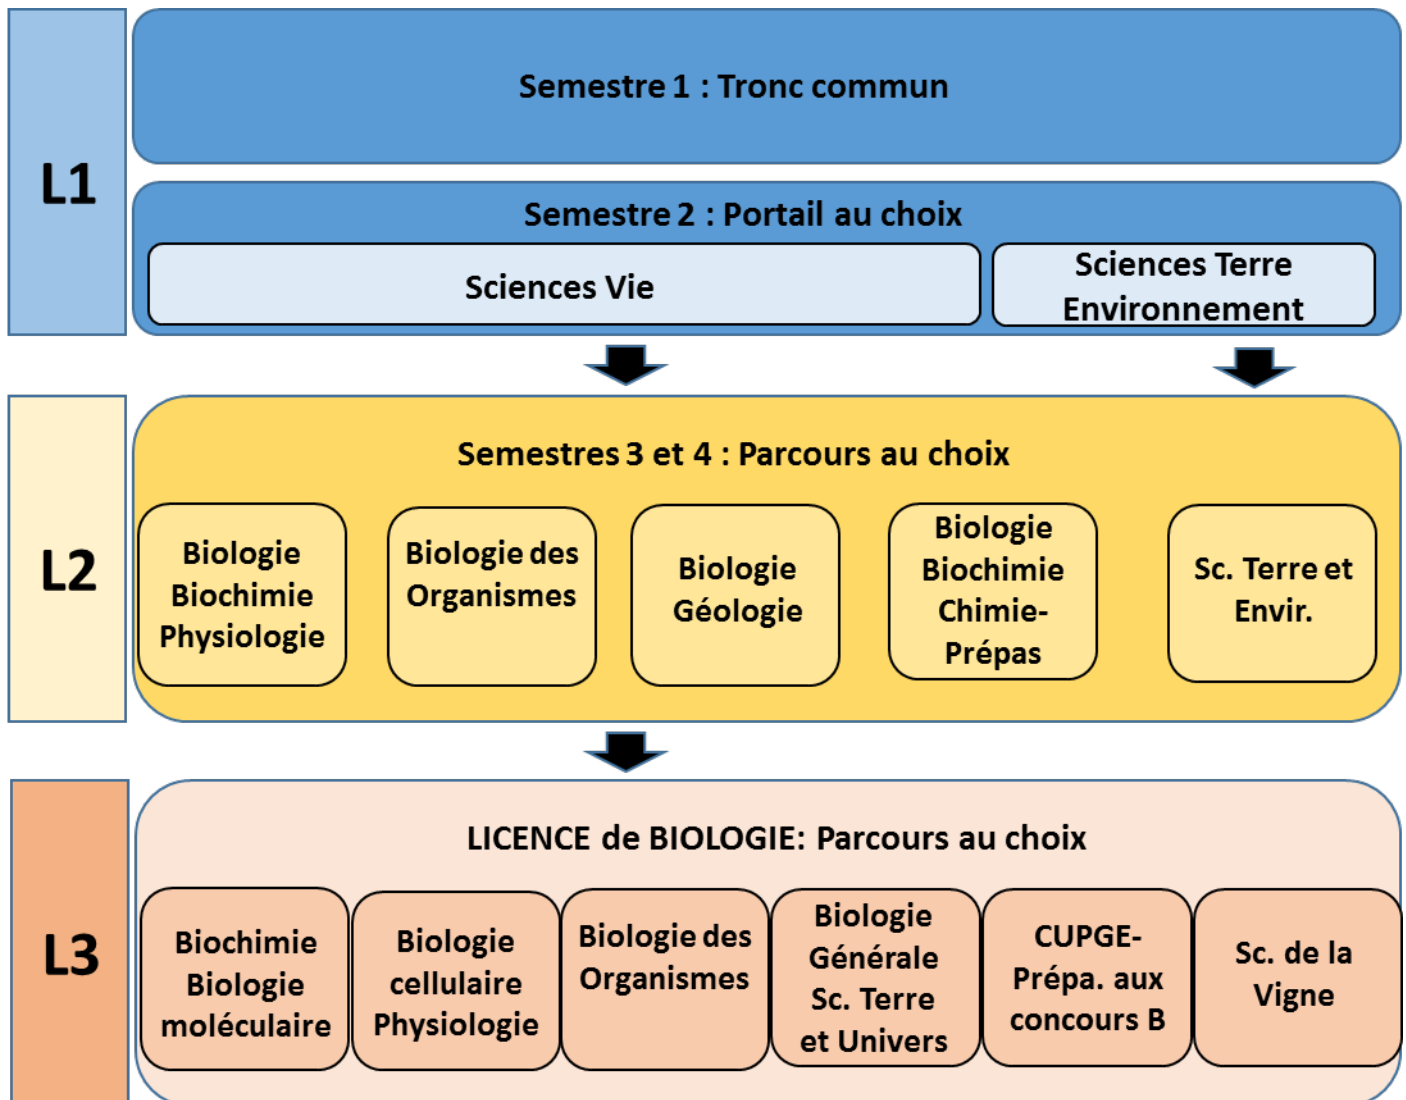 L1
Semestre 1 : Tronc commun
Semestre 2 : Portail au choix
Sciences Vie
Sciences Terre
Environnement
L2
Semestres 3 et 4 : Parcours au choix
Biologie
Biochimie
Physiologie
Biologie des
Organismes
Biologie
Géologie
Biologie
Biochimie
Chimie-
Prépas
Sc. Terre et
Envir.
L3
LICENCE de BIOLOGIE: Parcours au choix
Biochimie
Biologie
moléculaire
Biologie
cellulaire
Physiologie
Biologie des
Organismes
Biologie
Générale
Sc. Terre
et Univers
CUPGE-
Prépa. aux
concours B
Sc. de la
Vigne